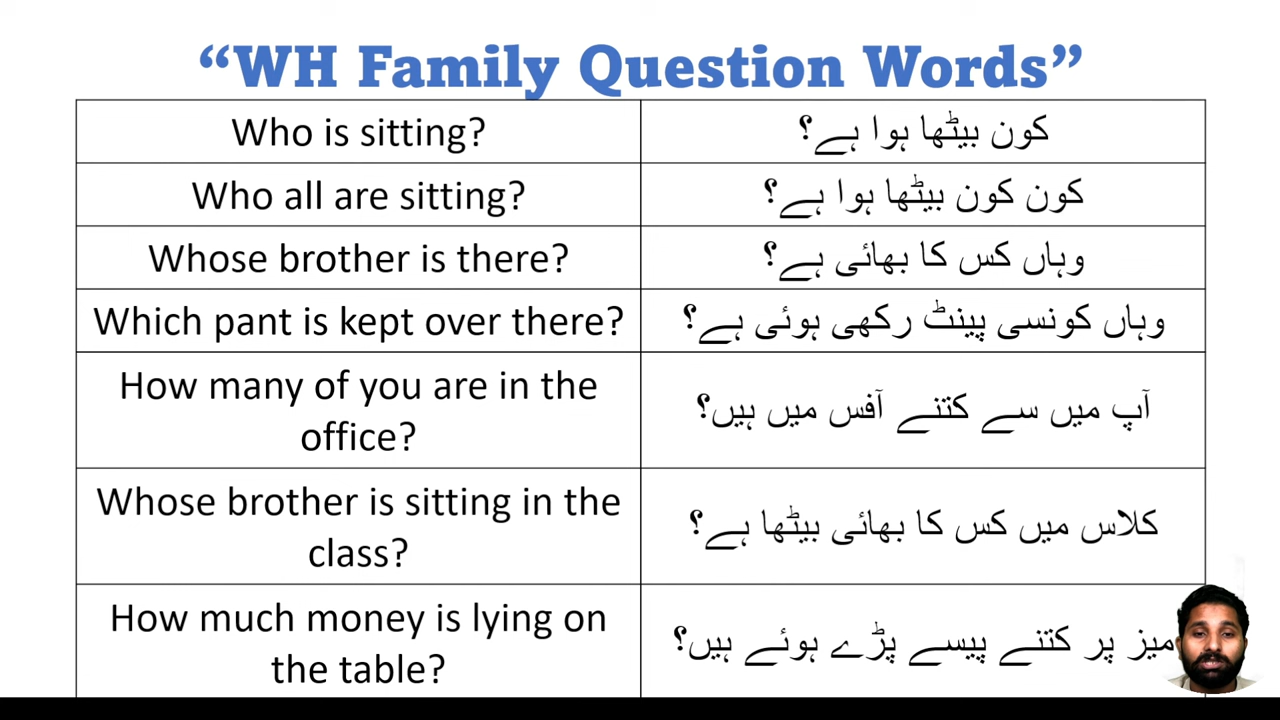 “WH Family Question Words”
Who is sitting?
کون بیٹھا ہوا ہے؟
Who all are sitting?
کون کون بیٹھا ہوا ہے؟
Whose brother is there?
وہاں کس کا بھائی ہے؟
Which pant is kept over there?
وہاں کونسی پینٹ رکھی ہوئی ہے؟
How many of you are in the
office?
آپ میں سے کتنے آفس میں ہیں؟
Whose brother is sitting in the
class?
کلاس میں کس کا بھائی بیٹھا ہے؟
How much money is lying on
the table?
میز پر کتنے پیسے پڑے ہوئے ہیں؟